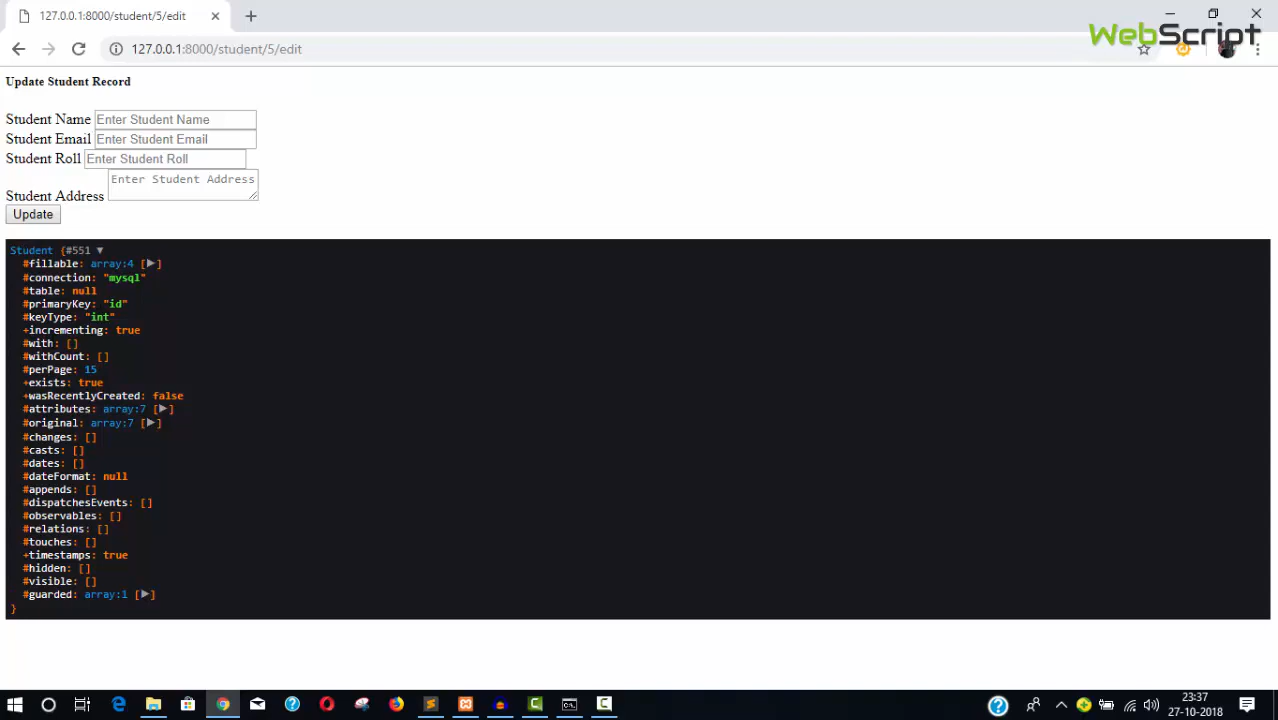 127.0.0.1:8000/student/5/edit
127.0.0.1:8000/student/5/edit
WebScript
Update Student Record
Student Name Enter Student Name
Student Email Enter Student Email
Student Roll Enter Student Roll
Student Address Enter Student Address
Update
Student {#551 ▼
#fillable: array:4 [▶]
#connection: "mysql"
#table: null
#primaryKey: "id"
#keyType: "int"
+incrementing: true
#with: []
#withCount: []
#perPage: 15
+exists: true
+wasRecentlyCreated: false
#attributes: array:7 [▶]
#original: array:7 [▶]
#changes: []
#casts: []
#dates: []
#dateFormat: null
#appends: []
#dispatchesEvents: []
#observables: []
#relations: []
#touches: []
+timestamps: true
#hidden: []
#visible: []
#guarded: array:1 [▶]
}
23:37
27-10-2018